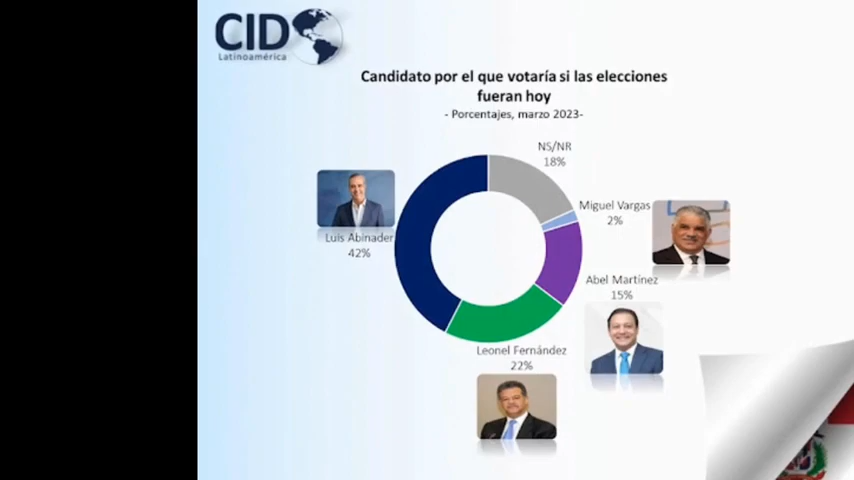 CID
Latinoamérica
Candidato por el que votaría si las elecciones
fueran hoy
- Porcentajes, marzo 2023-
NS/NR
18%
Miguel Vargas
2%
Luis Abinader
42%
Abel Martínez
15%
Leonel Fernández
22%